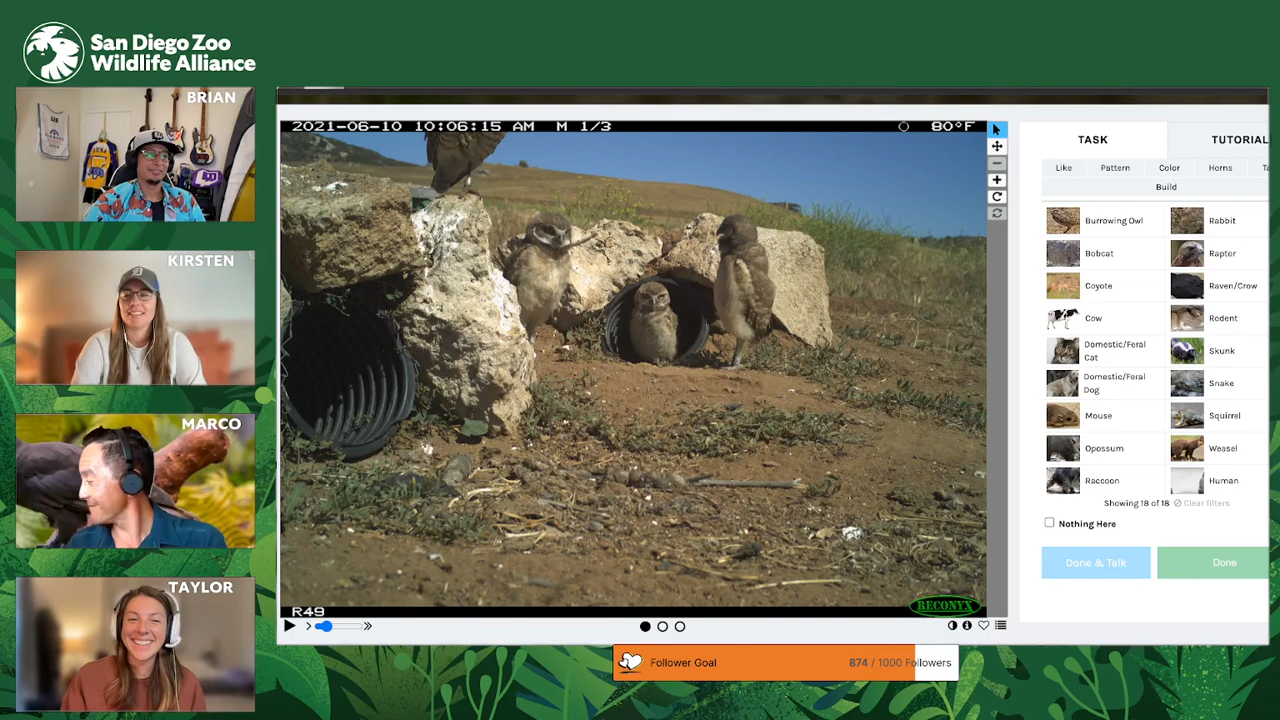 San Diego Zoo
Wildlife Alliance
BRIAN
KIRSTEN
MARCO
TAYLOR
2021-06-10 10:06:15 AM M 1/3 80°F
R49
RECONYX
TASK TUTORIAL
Like Pattern Color Horns
Build
Burrowing Owl Rabbit
Bobcat Raptor
Coyote Raven/Crow
Cow Rodent
Domestic/Feral
Cat
Skunk
Domestic/Feral
Dog
Snake
Mouse Squirrel
Opossum Weasel
Raccoon Human
Showing 18 of 18 Clear filters
Nothing Here
Done & Talk Done
Follower Goal 874 / 1000 Followers